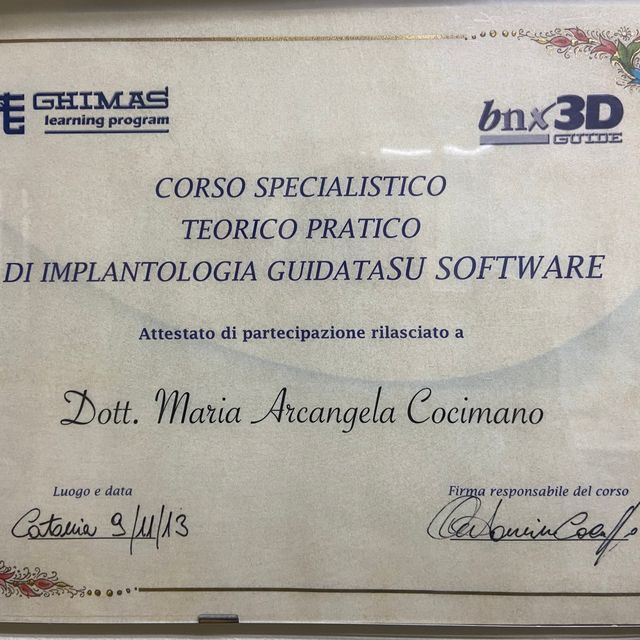 GHIMAS
learning program
bnx3D
GUIDE
CORSO SPECIALISTICO
TEORICO PRATICO
DI IMPLANTOLOGIA GUIDATASU SOFTWARE
Attestato di partecipazione rilasciato a
Dott. Maria Arcangela Cocimano
Luogo e data
Firma responsabile del corso
Catania 9/11/13